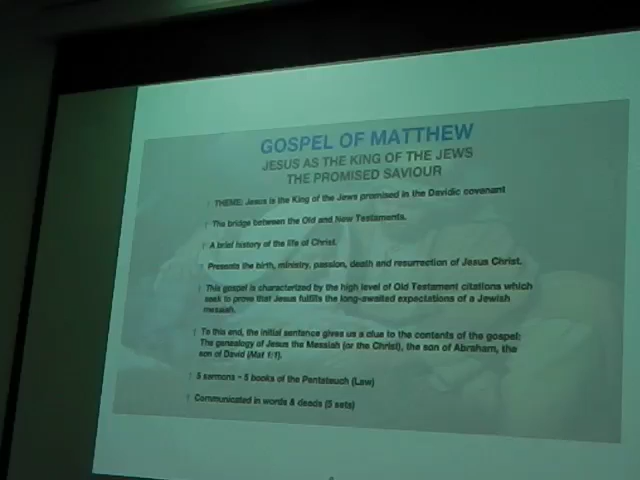 GOSPEL OF MATTHEW
JESUS AS THE KING OF THE JEWS
THE PROMISED SAVIOUR
THEME: Jesus is the King of the Jews promised in the Davidic covenant
The bridge between the Old and New Testaments.
A brief history of the life of Christ.
Presents the birth, ministry, passion, death and resurrection of Jesus Christ.
This gospel is characterized by the high level of Old Testament citations which
seek to prove that Jesus fulfills the long-awaited expectations of a Jewish
messiah.
To this end, the initial sentence gives us a clue to the contents of the gospel:
The genealogy of Jesus the Messiah (or the Christ), the son of Abraham, the
son of David (Mat 1:1).
5 sermons – 5 books of the Pentateuch (Law)
Communicated in words & deeds (5 sets)